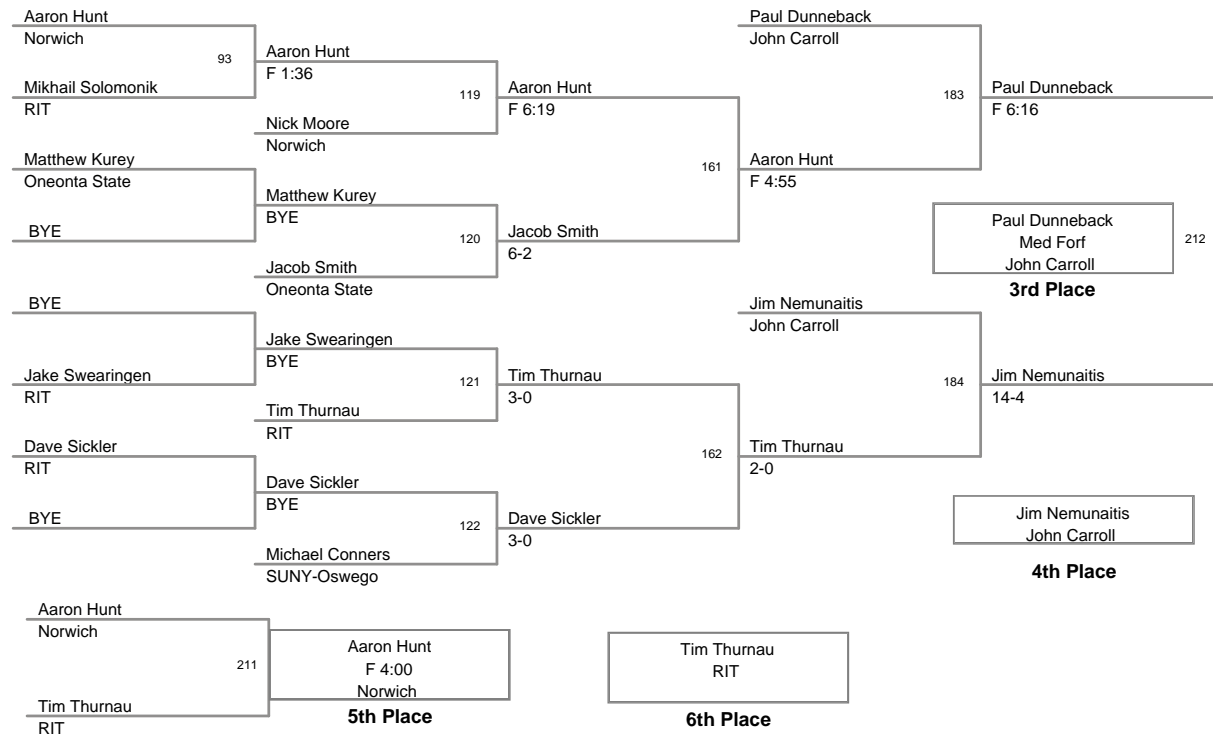 Aaron Hunt
Norwich
93
Mikhail Solomonik
RIT
Aaron Hunt
F 1:36
119
Nick Moore
Norwich
Aaron Hunt
F 6:19
Matthew Kurey
Oneonta State
BYE
Matthew Kurey
BYE
120
Jacob Smith
Oneonta State
Jacob Smith
6-2
161
Aaron Hunt
F 4:55
Paul Dunneback
John Carroll
183
Paul Dunneback
F 6:16
Paul Dunneback
Med Forf
John Carroll
212
3rd Place
BYE
Jake Swearingen
RIT
Jake Swearingen
BYE
121
Tim Thurnau
RIT
Tim Thurnau
3-0
Dave Sickler
RIT
BYE
Dave Sickler
BYE
122
Michael Conners
SUNY-Oswego
Dave Sickler
3-0
162
Tim Thurnau
2-0
Jim Nemunaitis
John Carroll
184
Jim Nemunaitis
14-4
Jim Nemunaitis
John Carroll
4th Place
Aaron Hunt
Norwich
211
Tim Thurnau
RIT
Aaron Hunt
F 4:00
Norwich
5th Place
Tim Thurnau
RIT
6th Place